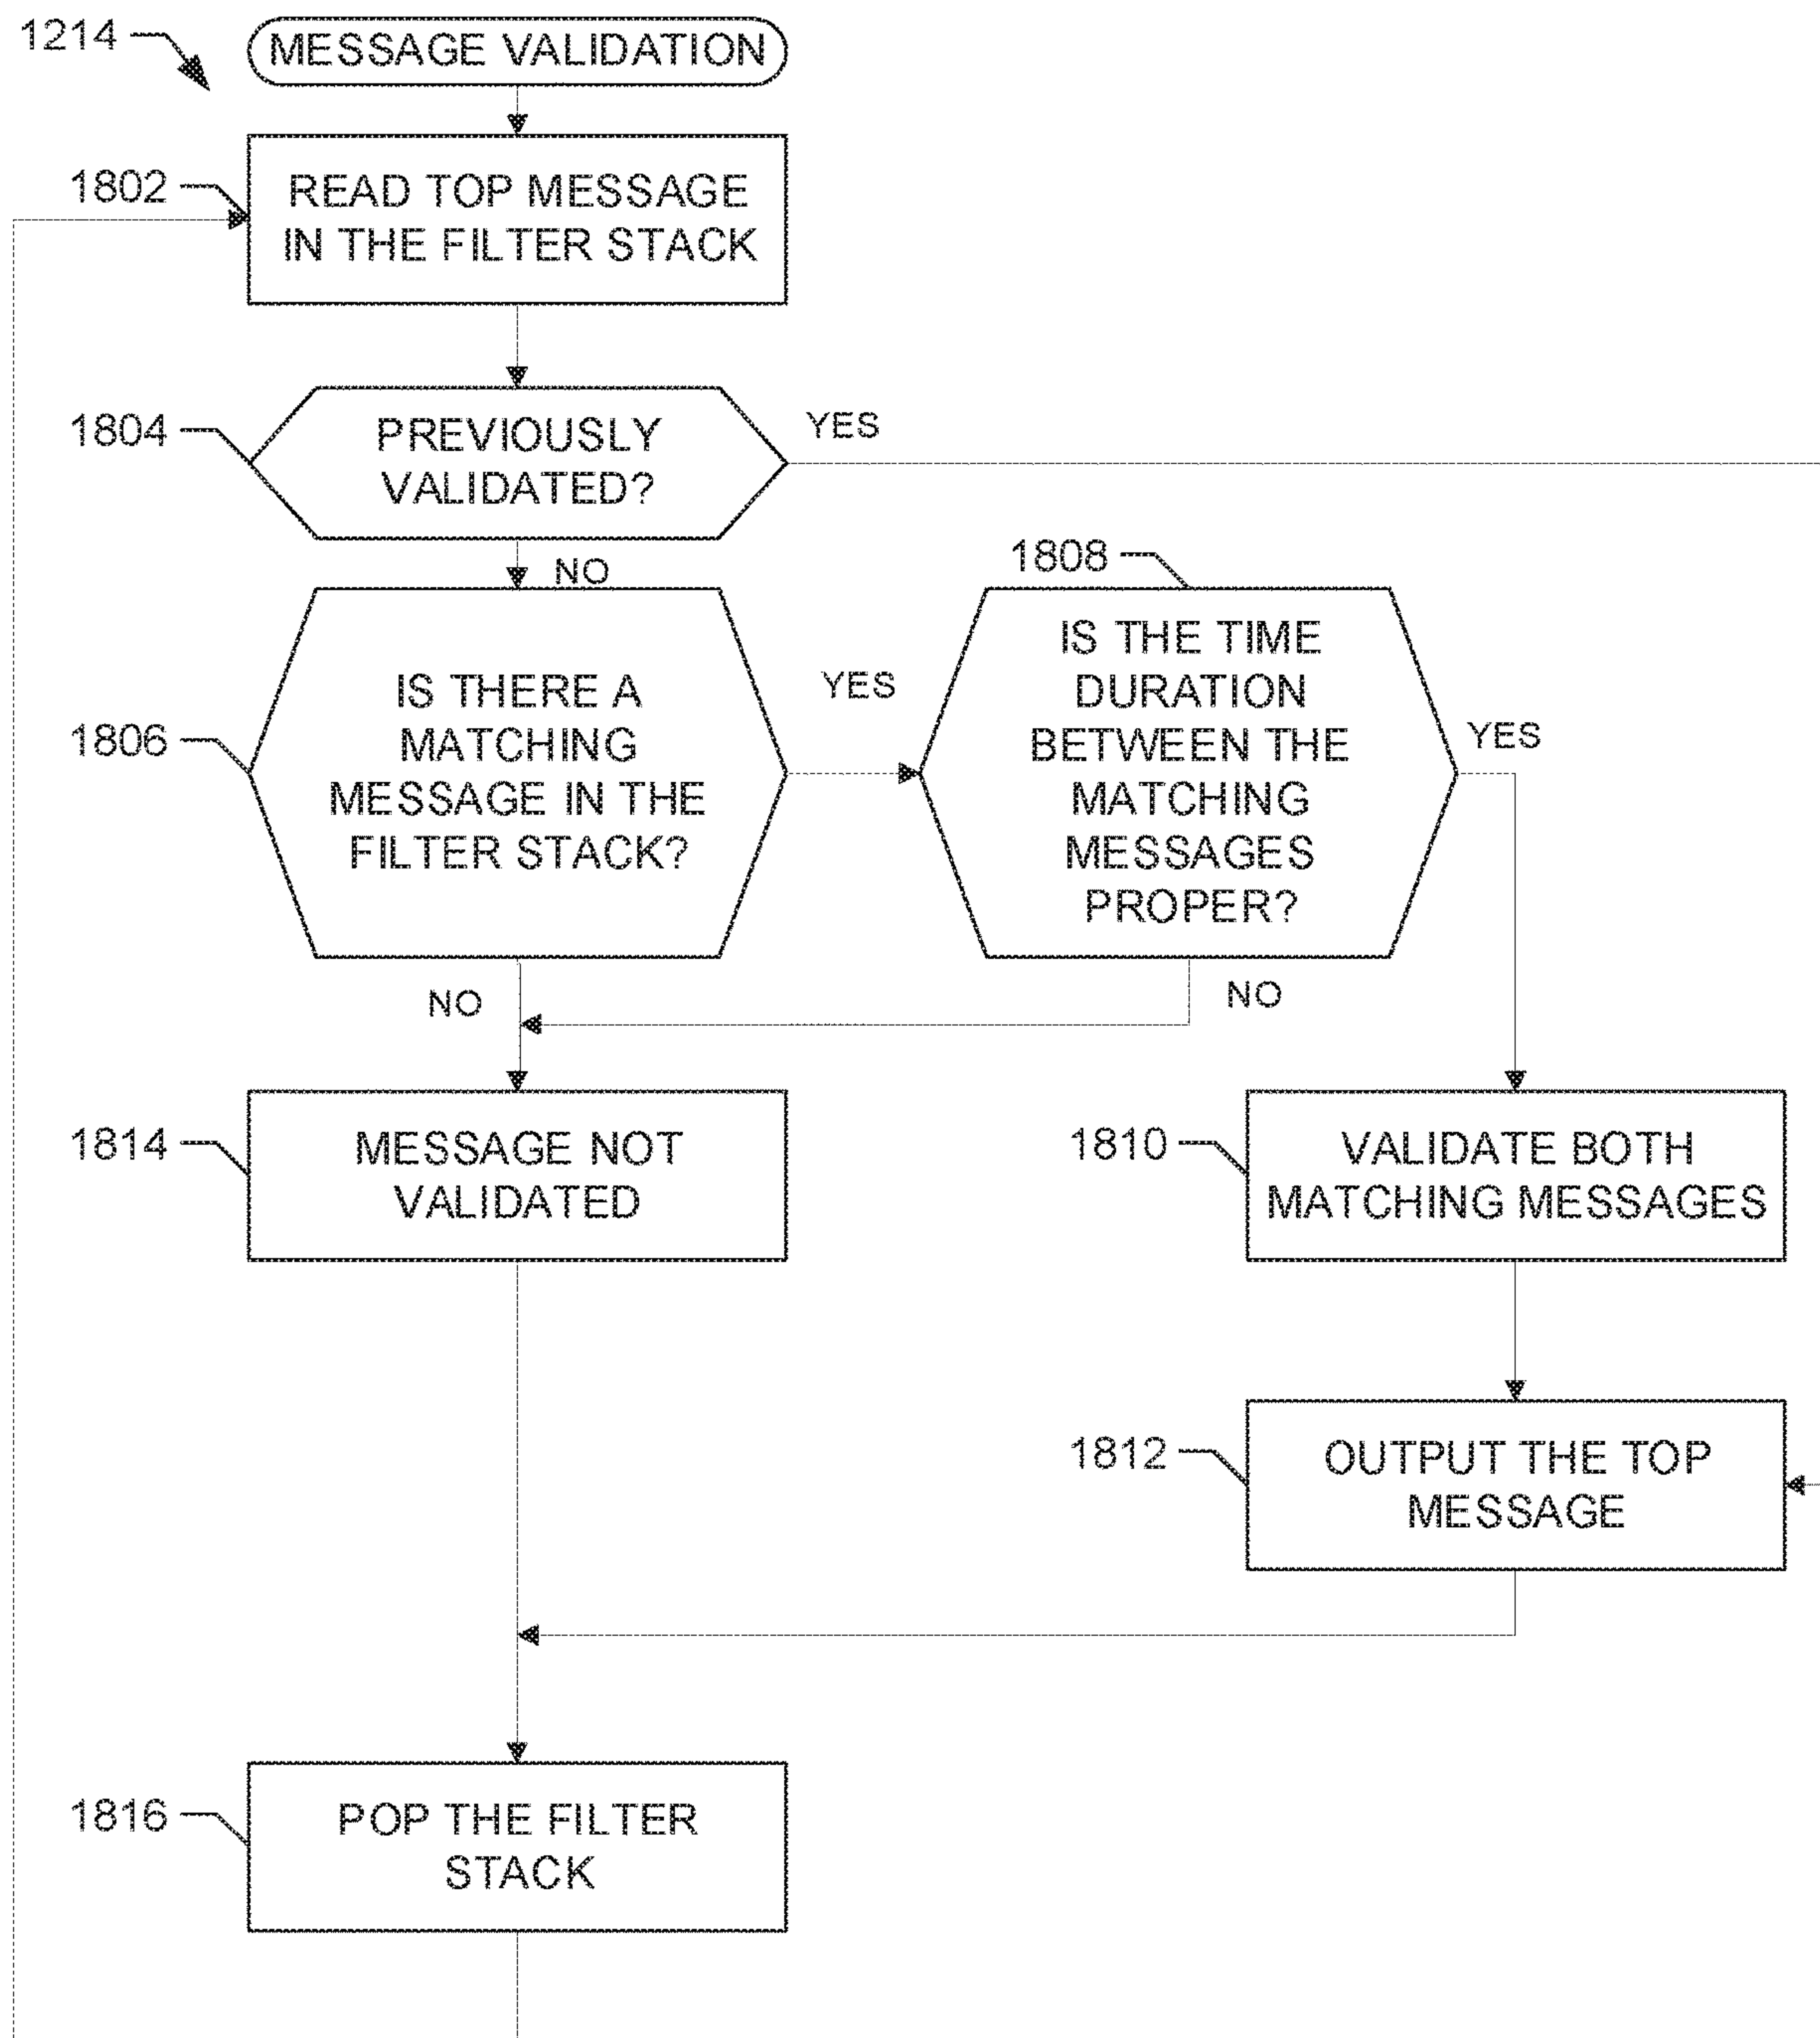 1214
MESSAGE VALIDATION
1802
READ TOP MESSAGE
IN THE FILTER STACK
1804
PREVIOUSLY
VALIDATED?
YES
NO
1806
IS THERE A
MATCHING
MESSAGE IN THE
FILTER STACK?
YES
1808
IS THE TIME
DURATION
BETWEEN THE
MATCHING
MESSAGES
PROPER?
YES
NO
NO
1814
MESSAGE NOT
VALIDATED
1810
VALIDATE BOTH
MATCHING MESSAGES
1812
OUTPUT THE TOP
MESSAGE
1816
POP THE FILTER
STACK